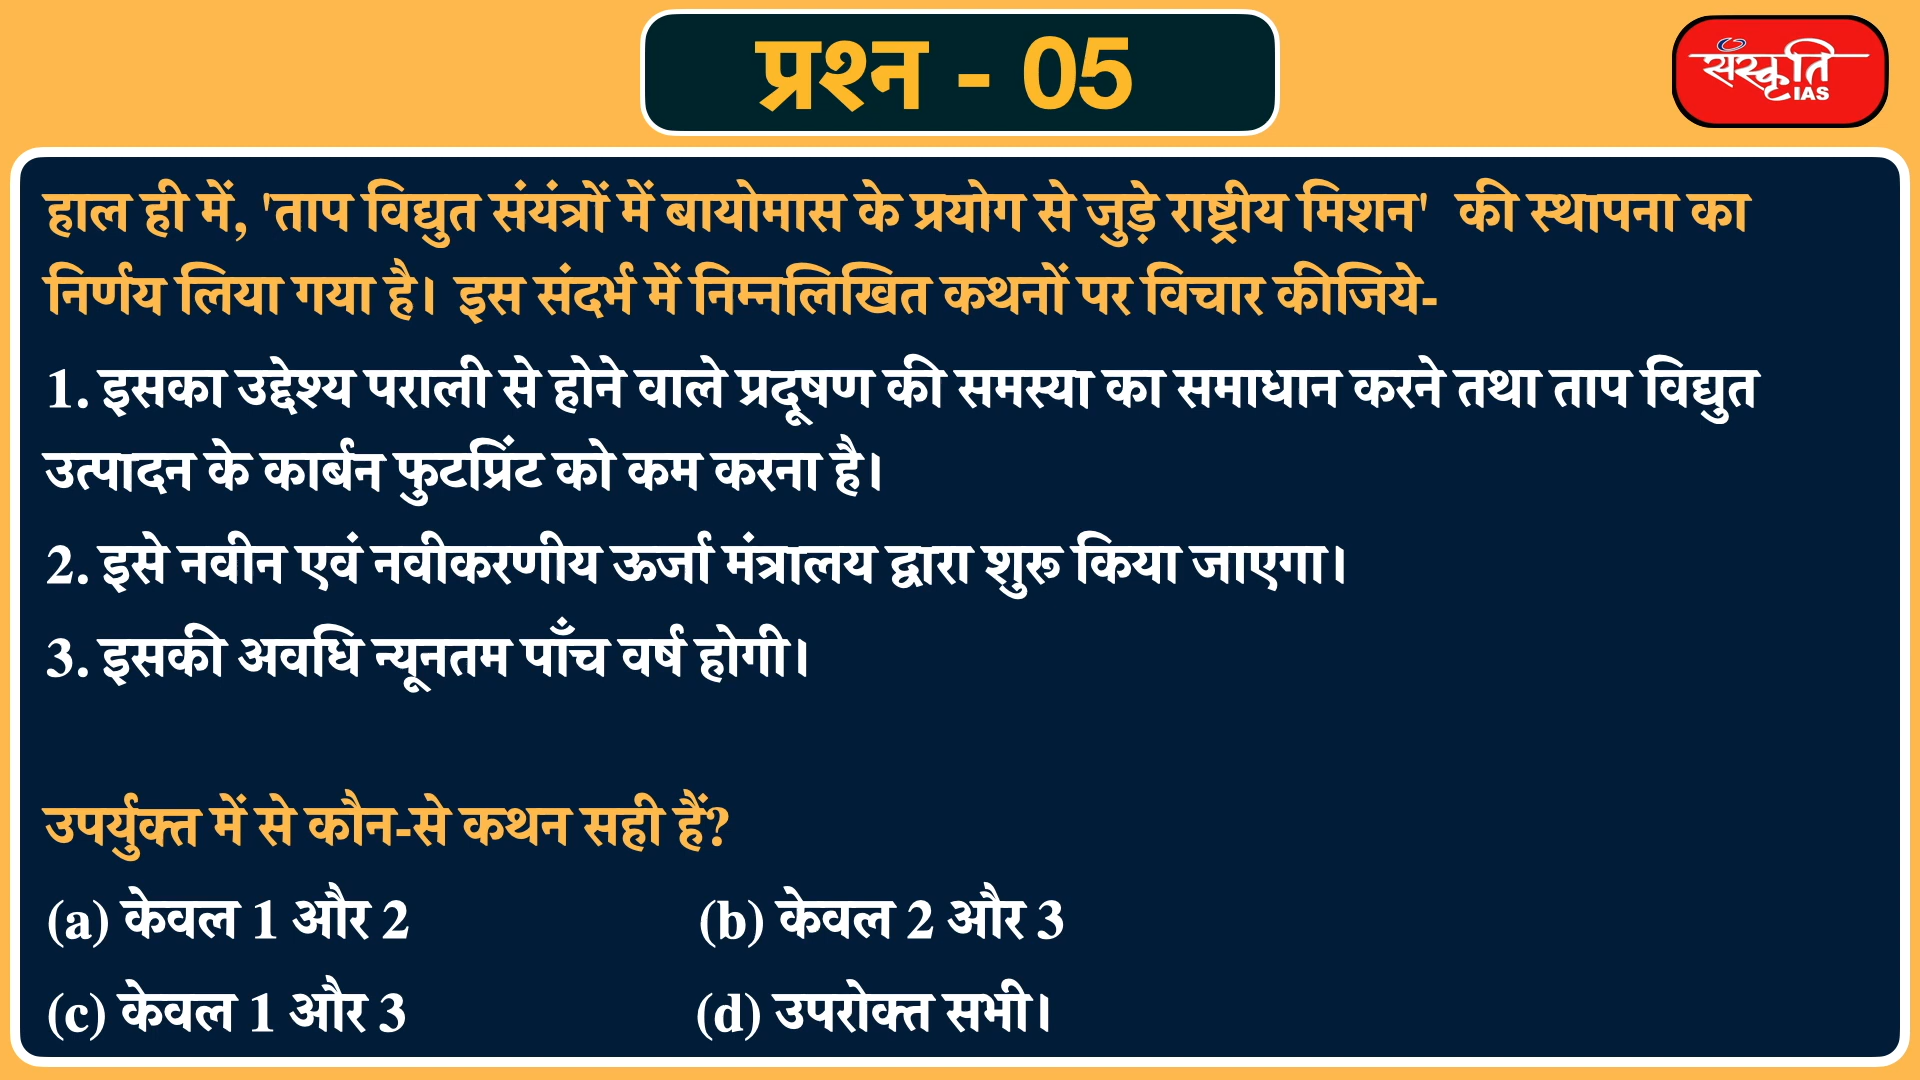 प्रश्न - 05
संस्कृति
IAS
हाल ही में, 'ताप विद्युत संयंत्रों में बायोमास के प्रयोग से जुड़े राष्ट्रीय मिशन' की स्थापना का
निर्णय लिया गया है। इस संदर्भ में निम्नलिखित कथनों पर विचार कीजिये-
1. इसका उद्देश्य पराली से होने वाले प्रदूषण की समस्या का समाधान करने तथा ताप विद्युत
उत्पादन के कार्बन फुटप्रिंट को कम करना है।
2. इसे नवीन एवं नवीकरणीय ऊर्जा मंत्रालय द्वारा शुरू किया जाएगा।
3. इसकी अवधि न्यूनतम पाँच वर्ष होगी।
उपर्युक्त में से कौन-से कथन सही हैं?
(a) केवल 1 और 2 (b) केवल 2 और 3
(c) केवल 1 और 3 (d) उपरोक्त सभी।